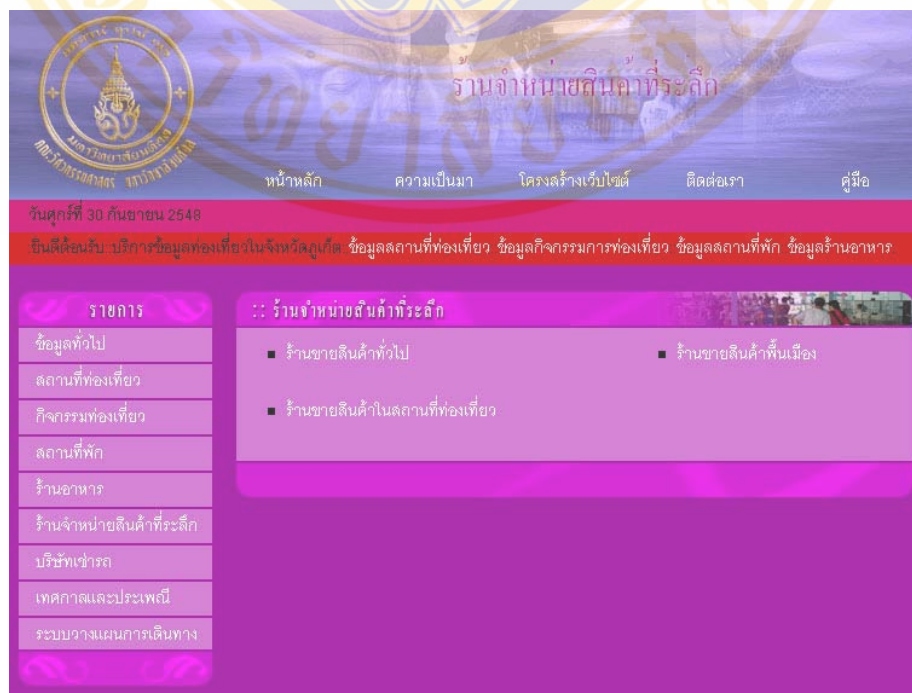 ร้านจำหน่ายสินค้าที่ระลึก
หน้าหลัก ความเป็นมา โครงสร้างเว็บไซต์ ติดต่อเรา คู่มือ
วันศุกร์ที่ 30 กันยายน 2548
ยินดีต้อนรับ::บริการข้อมูลท่องเที่ยวในจังหวัดภูเก็ต::ข้อมูลสถานที่ท่องเที่ยว ข้อมูลกิจกรรมการท่องเที่ยว ข้อมูลสถานที่พัก ข้อมูลร้านอาหาร
รายการ
ข้อมูลทั่วไป
สถานที่ท่องเที่ยว
กิจกรรมท่องเที่ยว
สถานที่พัก
ร้านอาหาร
ร้านจำหน่ายสินค้าที่ระลึก
บริษัทเช่ารถ
เทศกาลและประเพณี
ระบบวางแผนการเดินทาง
:: ร้านจำหน่ายสินค้าที่ระลึก
■ ร้านขายสินค้าทั่วไป ■ ร้านขายสินค้าพื้นเมือง
■ ร้านขายสินค้าในสถานที่ท่องเที่ยว